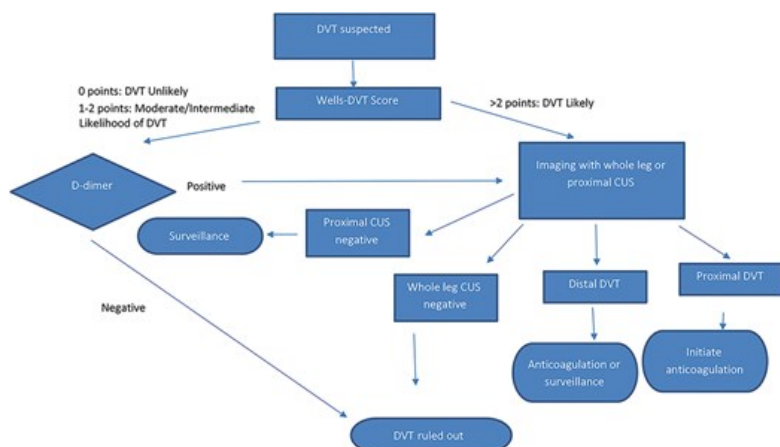 DVT suspected
0 points: DVT Unlikely
1-2 points: Moderate/Intermediate
Likelihood of DVT
Wells-DVT Score
>2 points: DVT Likely
D-dimer
Positive
Imaging with whole leg or
proximal CUS
Surveillance
Proximal CUS
negative
Whole leg CUS
negative
Distal DVT
Proximal DVT
Negative
Anticoagulation or
surveillance
Initiate
anticoagulation
DVT ruled out